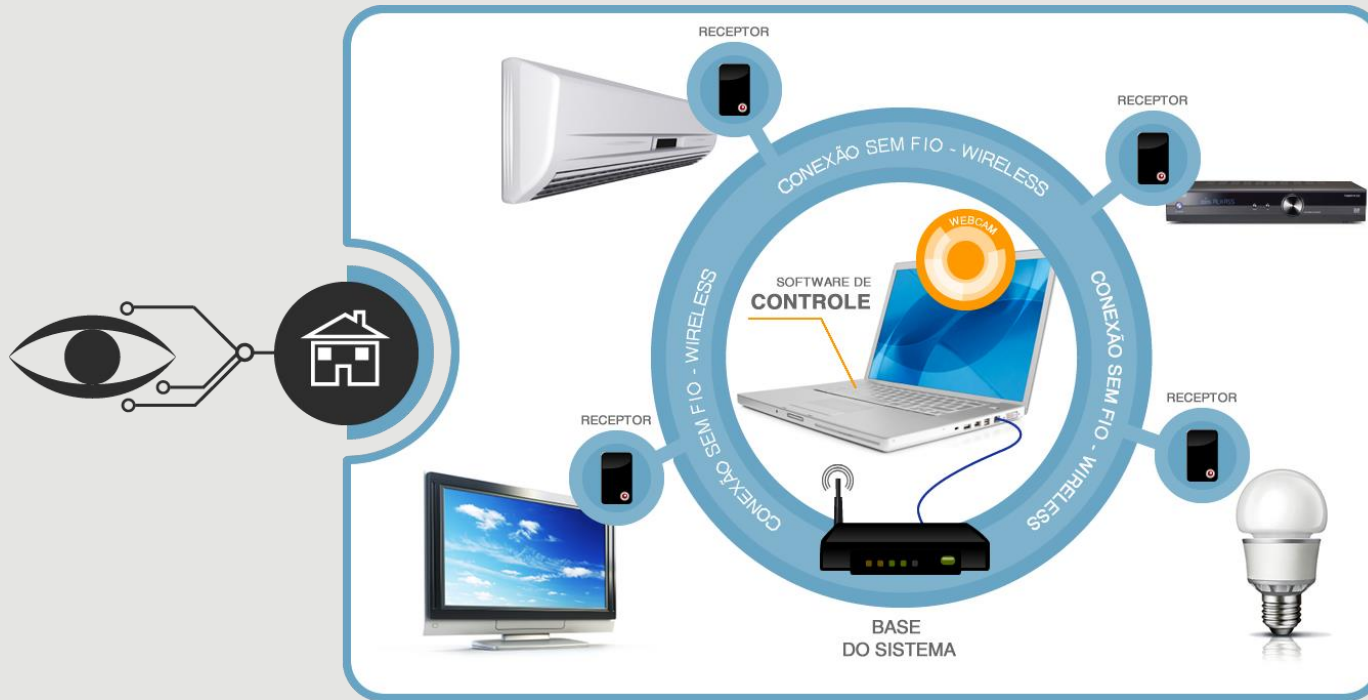 RECEPTOR
RECEPTOR
CONEXÃO SEM FIO - WIRELESS
WEBCAM
SOFTWARE DE
CONTROLE
CONEXÃO SEM FIO - WIRELESS
CONEXÃO SEM FIO - WIRELESS
RECEPTOR
RECEPTOR
BASE
DO SISTEMA